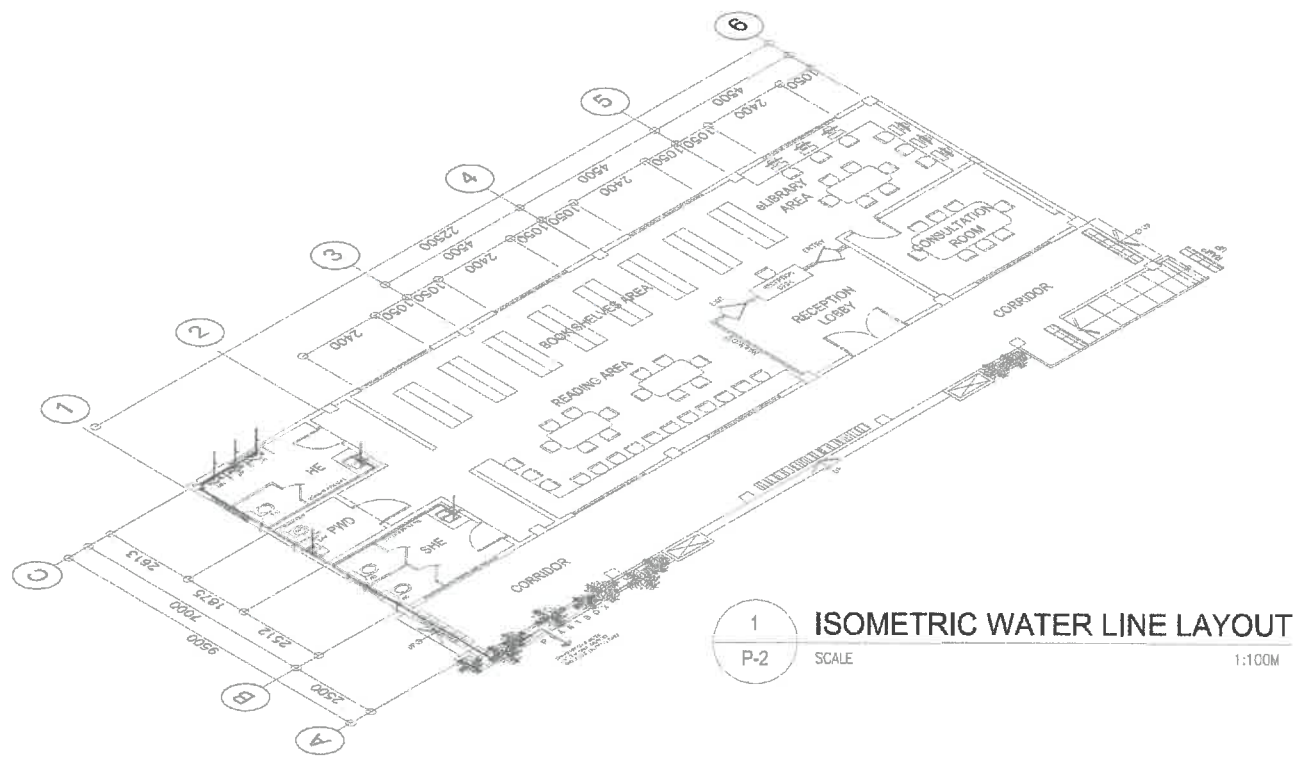 6
1050
4500
2400
5
1050
1050
4500
2400
4
1050
1050
22500
4500
2400
3
1050
1050
2400
2
1
eLIBRARY
AREA
CONSULTATION
ROOM
ENTRY
BOOK SHELVES AREA
RECEPTION
LOBBY
CORRIDOR
READING AREA
HE
PWD
SHE
CORRIDOR
C
2613
1875
7000
2512
9500
B
2500
A
1
P-2
ISOMETRIC WATER LINE LAYOUT
SCALE
1:100M